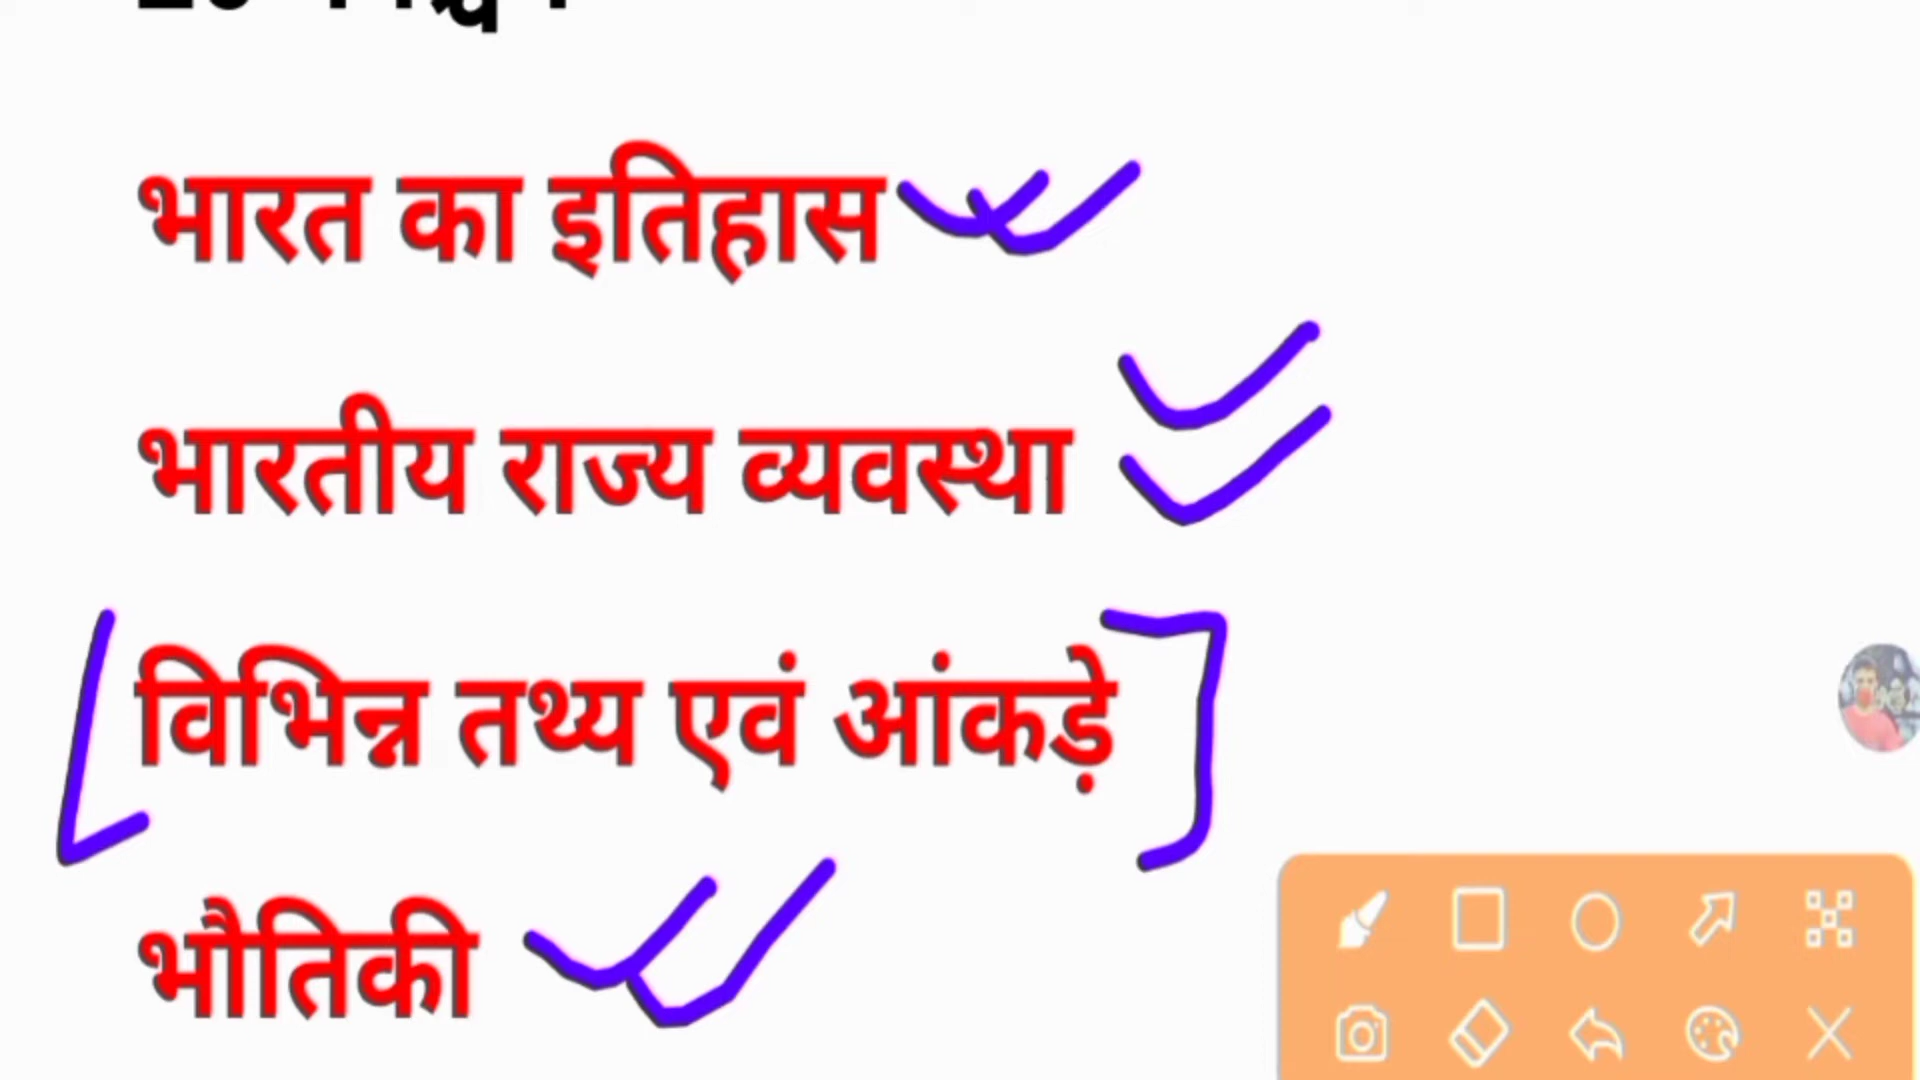 भारत का इतिहास
भारतीय राज्य व्यवस्था
विभिन्न तथ्य एवं आंकड़े
भौतिकी